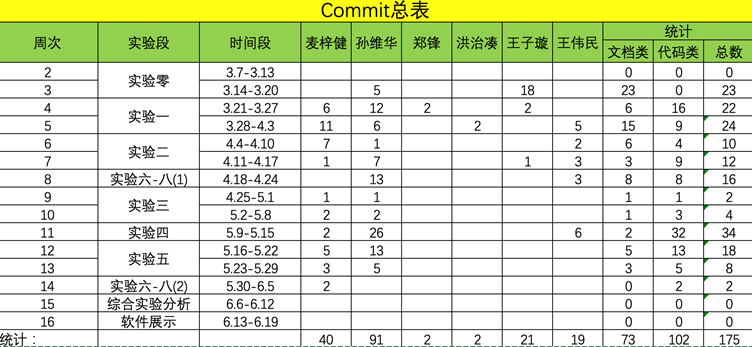 Commit总表
周次 实验段 时间段 麦梓健 孙维华 郑锋 洪治凑 王子璇 王伟民 统计
文档类 代码类 总数
2 实验零 3.7-3.13 0 0 0
3 3.14-3.20 5 18 23 0 23
4 实验一 3.21-3.27 6 12 2 2 6 16 22
5 3.28-4.3 11 6 2 5 15 9 24
6 实验二 4.4-4.10 7 1 2 6 4 10
7 4.11-4.17 1 7 1 3 3 9 12
8 实验六-八(1) 4.18-4.24 13 3 8 8 16
9 实验三 4.25-5.1 1 1 1 1 2
10 5.2-5.8 2 2 1 3 4
11 实验四 5.9-5.15 2 26 6 2 32 34
12 实验五 5.16-5.22 5 13 5 13 18
13 5.23-5.29 3 5 3 5 8
14 实验六-八(2) 5.30-6.5 2 0 2 2
15 综合实验分析 6.6-6.12 0 0 0
16 软件展示 6.13-6.19 0 0 0
统计： 40 91 2 2 21 19 73 102 175